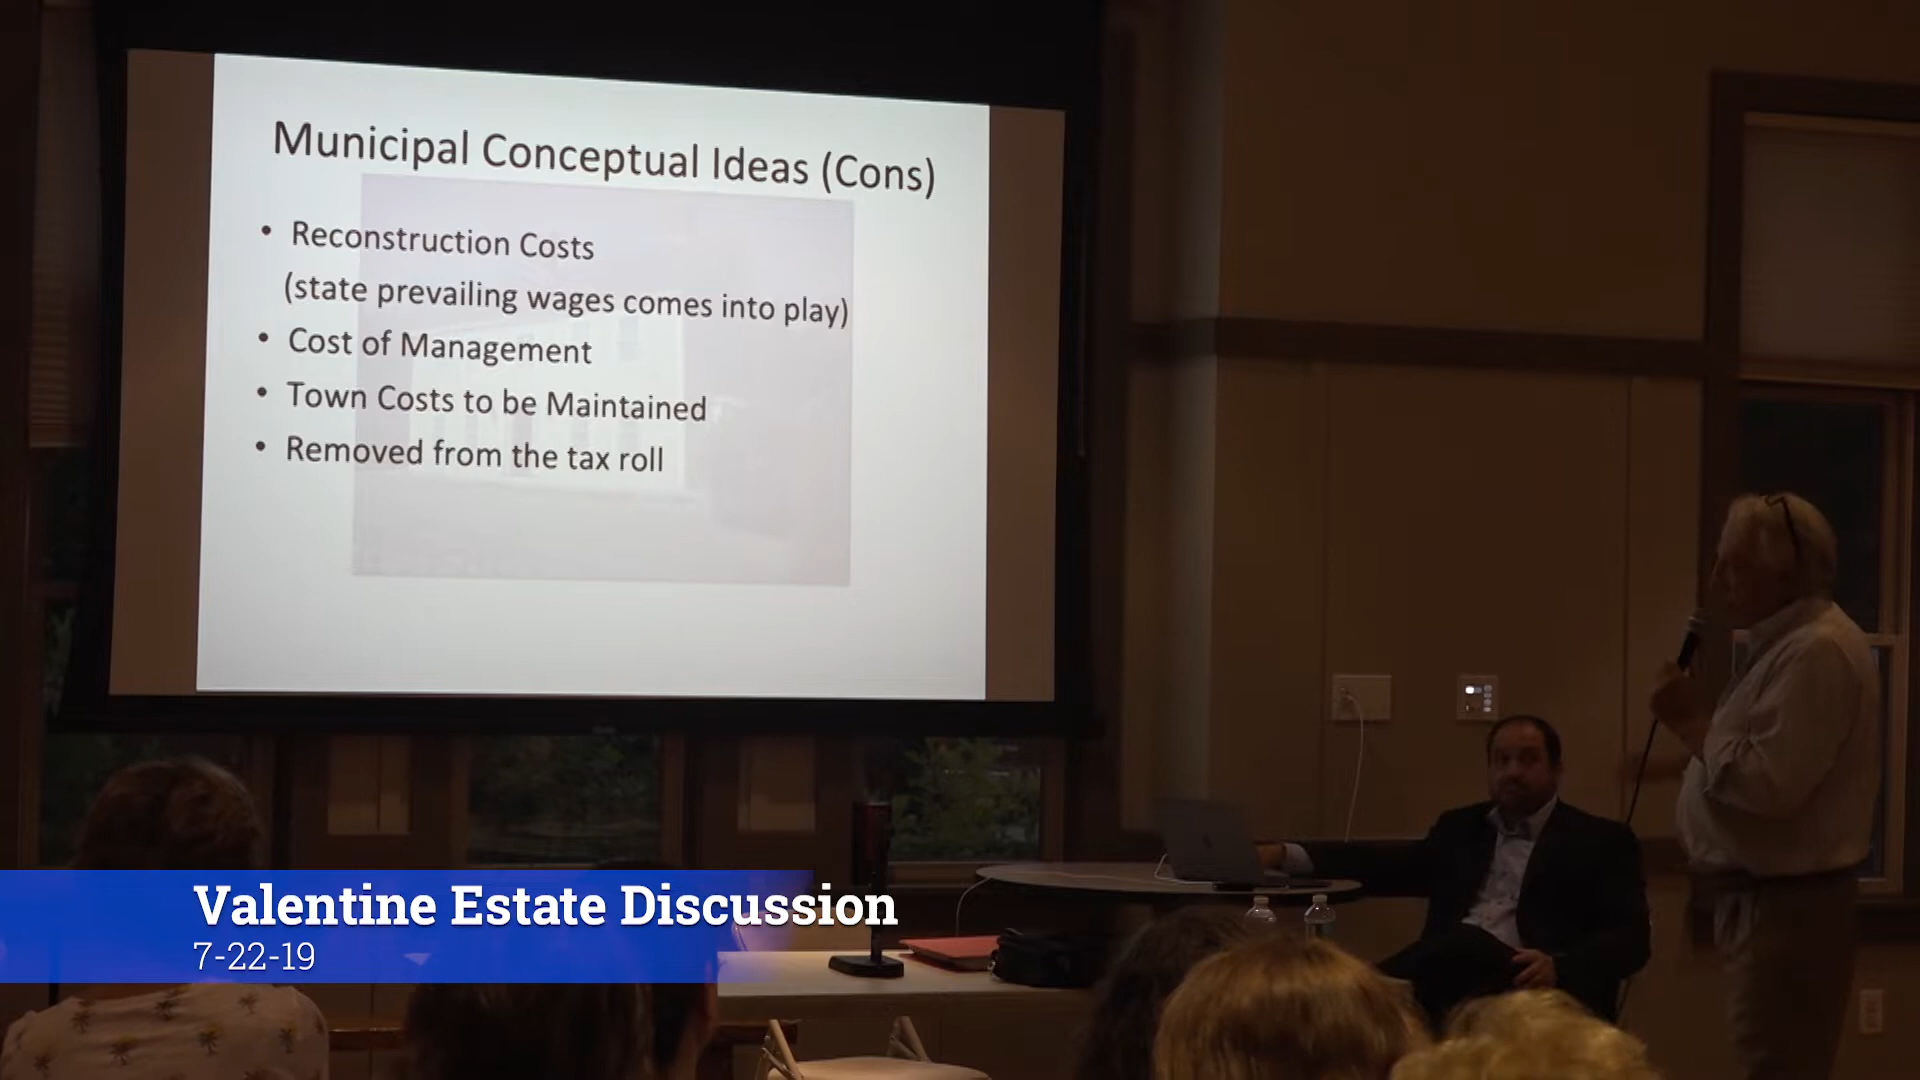 Municipal Conceptual Ideas (Cons)
• Reconstruction Costs
(state prevailing wages comes into play)
• Cost of Management
• Town Costs to be Maintained
• Removed from the tax roll
Valentine Estate Discussion
7-22-19